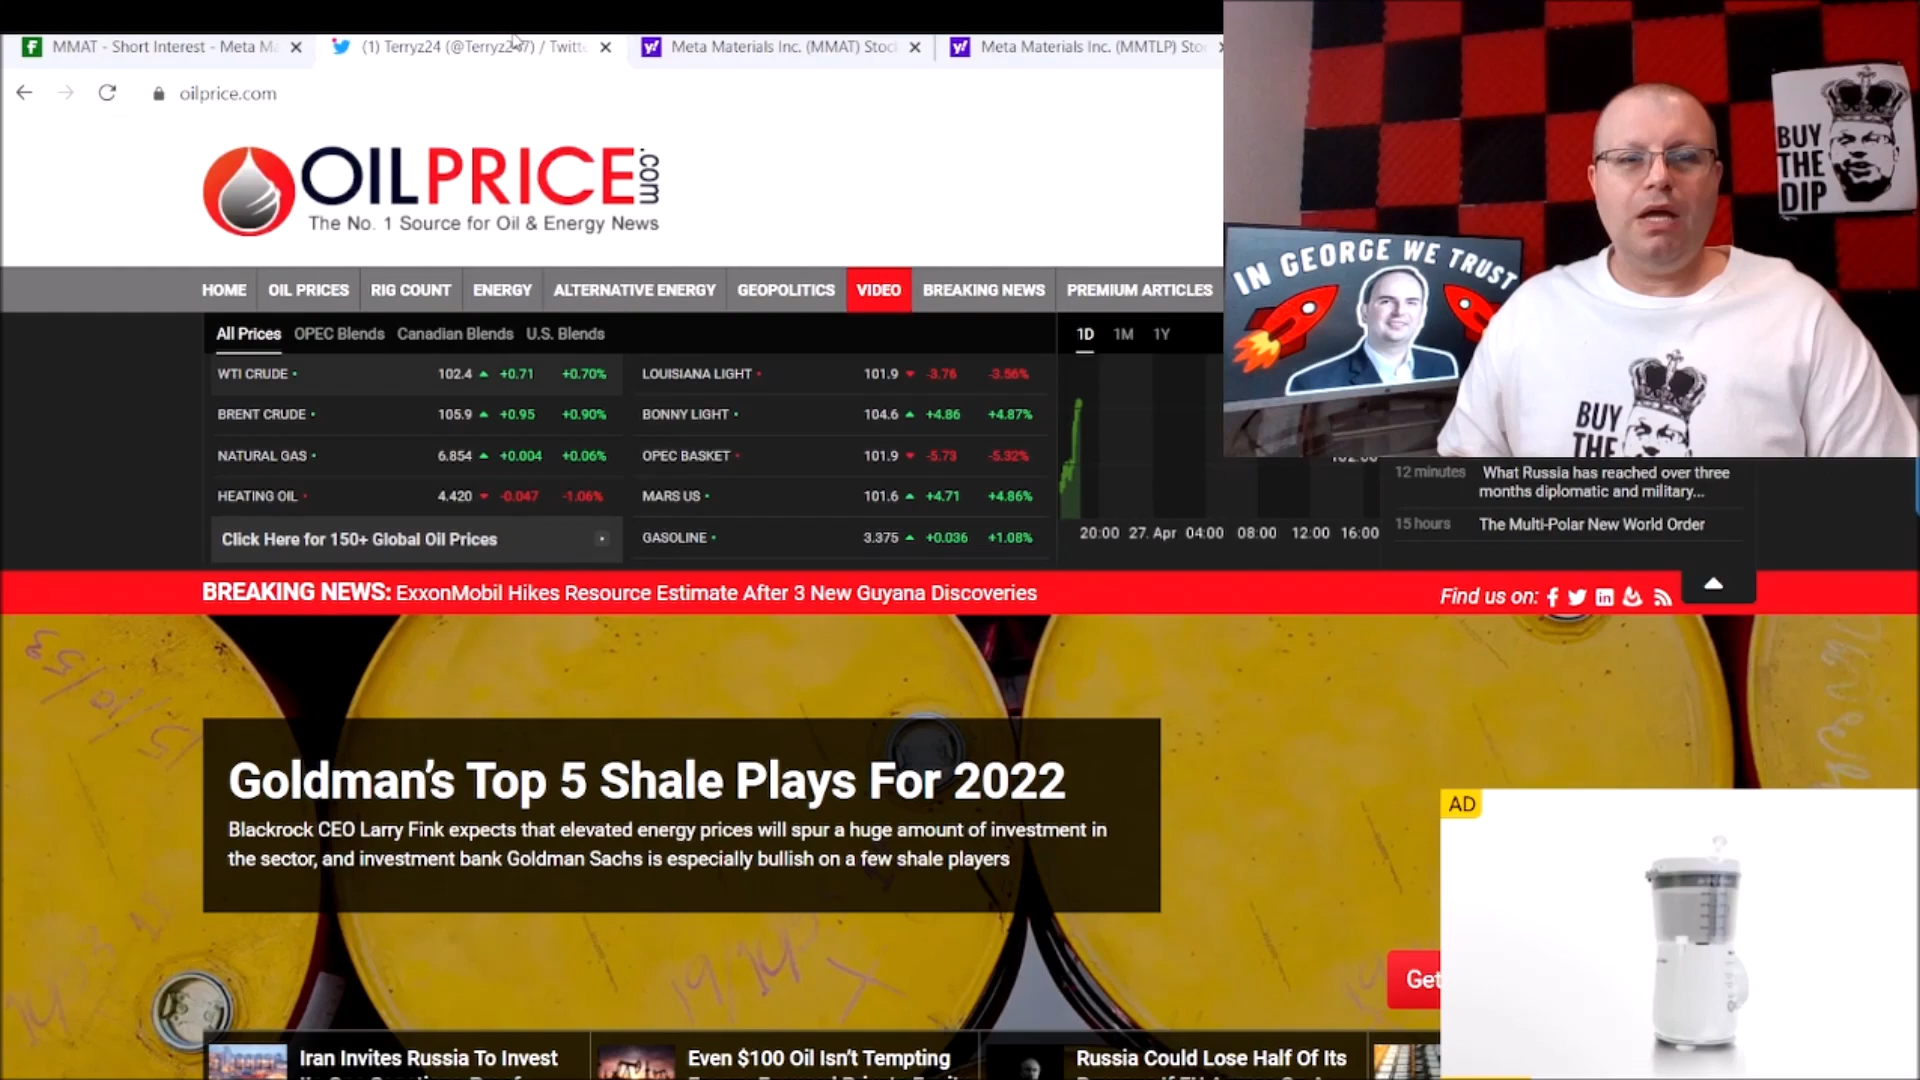 MMAT - Short Interest - Meta Ma
(1) Terryz24 (@Terryz247) / Twitt
Meta Materials Inc. (MMAT) Stoc
Meta Materials Inc. (MMTLP) Sto
oilprice.com
OILPRICE.com
The No. 1 Source for Oil & Energy News
BUY
THE
DIP
IN GEORGE WE TRUST
BUY
THE
HOME
OIL PRICES
RIG COUNT
ENERGY
ALTERNATIVE ENERGY
GEOPOLITICS
VIDEO
BREAKING NEWS
PREMIUM ARTICLES
All Prices OPEC Blends Canadian Blends U.S. Blends
1D 1M 1Y
WTI CRUDE 102.4 +0.71 +0.70%
LOUISIANA LIGHT 101.9 -3.76 -3.56%
BRENT CRUDE 105.9 +0.95 +0.90%
BONNY LIGHT 104.6 +4.86 +4.87%
NATURAL GAS 6.854 +0.004 +0.06%
OPEC BASKET 101.9 -5.73 -5.32%
HEATING OIL 4.420 -0.047 -1.06%
MARS US 101.6 +4.71 +4.86%
Click Here for 150+ Global Oil Prices
GASOLINE 3.375 +0.036 +1.08%
20:00 27. Apr 04:00 08:00 12:00 16:00
12 minutes What Russia has reached over three
months diplomatic and military...
15 hours The Multi-Polar New World Order
BREAKING NEWS: ExxonMobil Hikes Resource Estimate After 3 New Guyana Discoveries
Find us on:
Goldman's Top 5 Shale Plays For 2022
Blackrock CEO Larry Fink expects that elevated energy prices will spur a huge amount of investment in
the sector, and investment bank Goldman Sachs is especially bullish on a few shale players
AD
Get
Iran Invites Russia To Invest
Even $100 Oil Isn't Tempting
Russia Could Lose Half Of Its